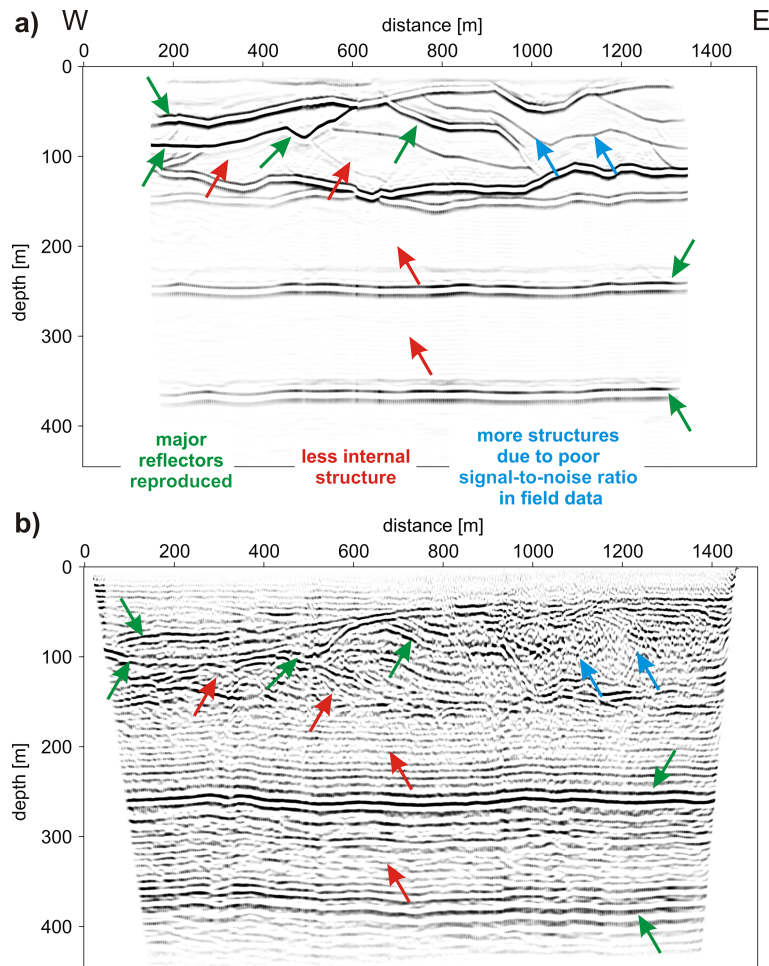 a) W E
distance [m]
0 200 400 600 800 1000 1200 1400
0
100
200
300
400
depth [m]
major
reflectors
reproduced
less internal
structure
more structures
due to poor
signal-to-noise ratio
in field data
b)
distance [m]
0 200 400 600 800 1000 1200 1400
0
100
200
300
400
depth [m]